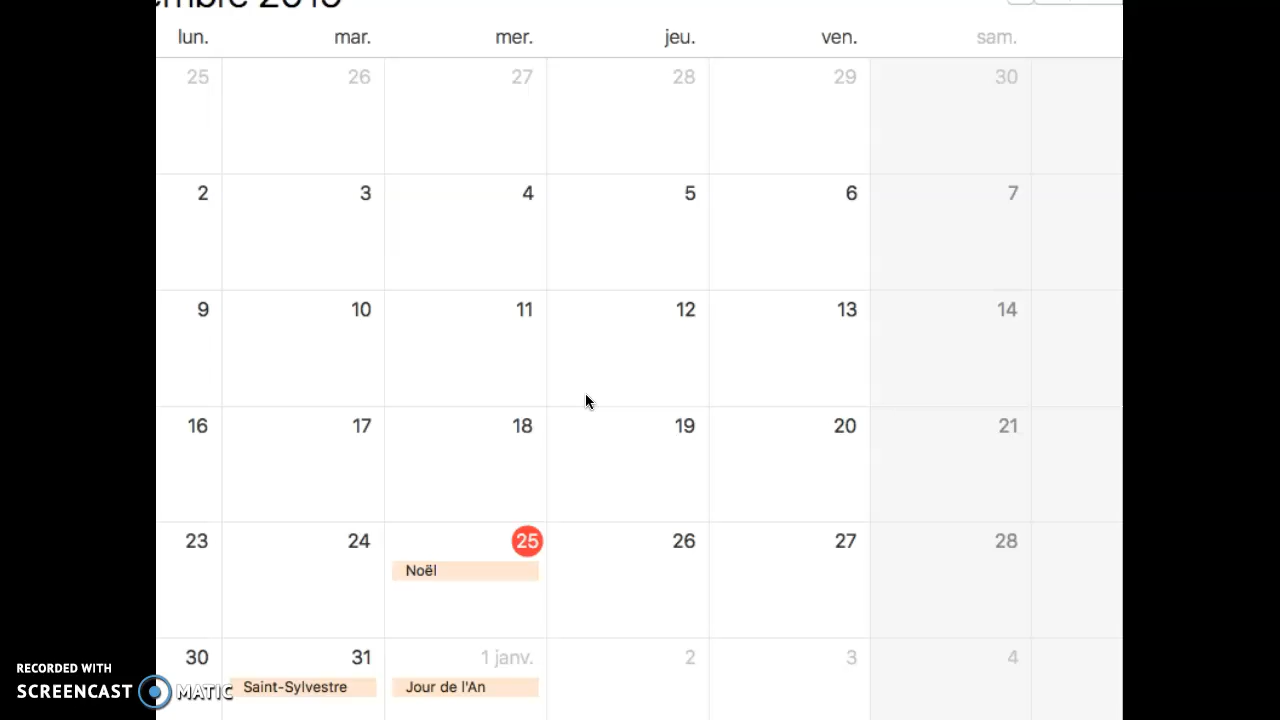 lun. mar. mer. jeu. ven. sam.
25 26 27 28 29 30
2 3 4 5 6 7
9 10 11 12 13 14
16 17 18 19 20 21
23 24 25 26 27 28
Noël
30 31 1 janv. 2 3 4
Saint-Sylvestre Jour de l'An
RECORDED WITH
SCREENCAST MATIC